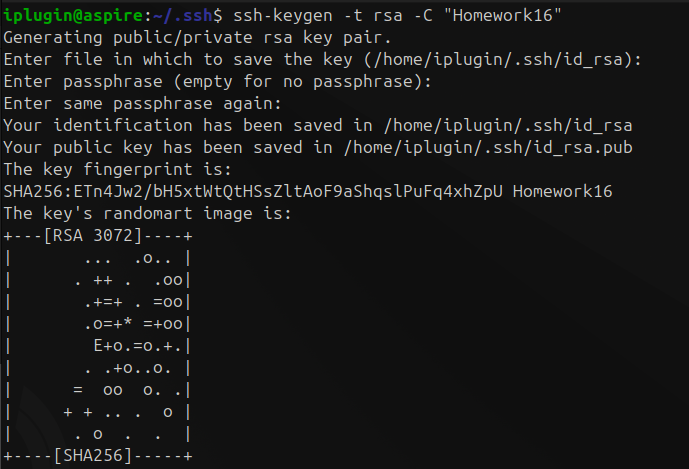 iplugin@aspire:~/.ssh$ ssh-keygen -t rsa -C "Homework16"
Generating public/private rsa key pair.
Enter file in which to save the key (/home/iplugin/.ssh/id_rsa):
Enter passphrase (empty for no passphrase):
Enter same passphrase again:
Your identification has been saved in /home/iplugin/.ssh/id_rsa
Your public key has been saved in /home/iplugin/.ssh/id_rsa.pub
The key fingerprint is:
SHA256:ETn4Jw2/bH5xtWtQtHSsZltAoF9aShqslPuFq4xhZpU Homework16
The key's randomart image is:
+---[RSA 3072]----+
|       ...  .o.. |
|      . ++ .  .oo|
|       .+=+ . =oo|
|       .o=+* =+oo|
|        E+o.=o.+.|
|       . .+o..o. |
|      =  oo  o. .|
|     + + .. .  o |
|      . o  .  .  |
+----[SHA256]-----+